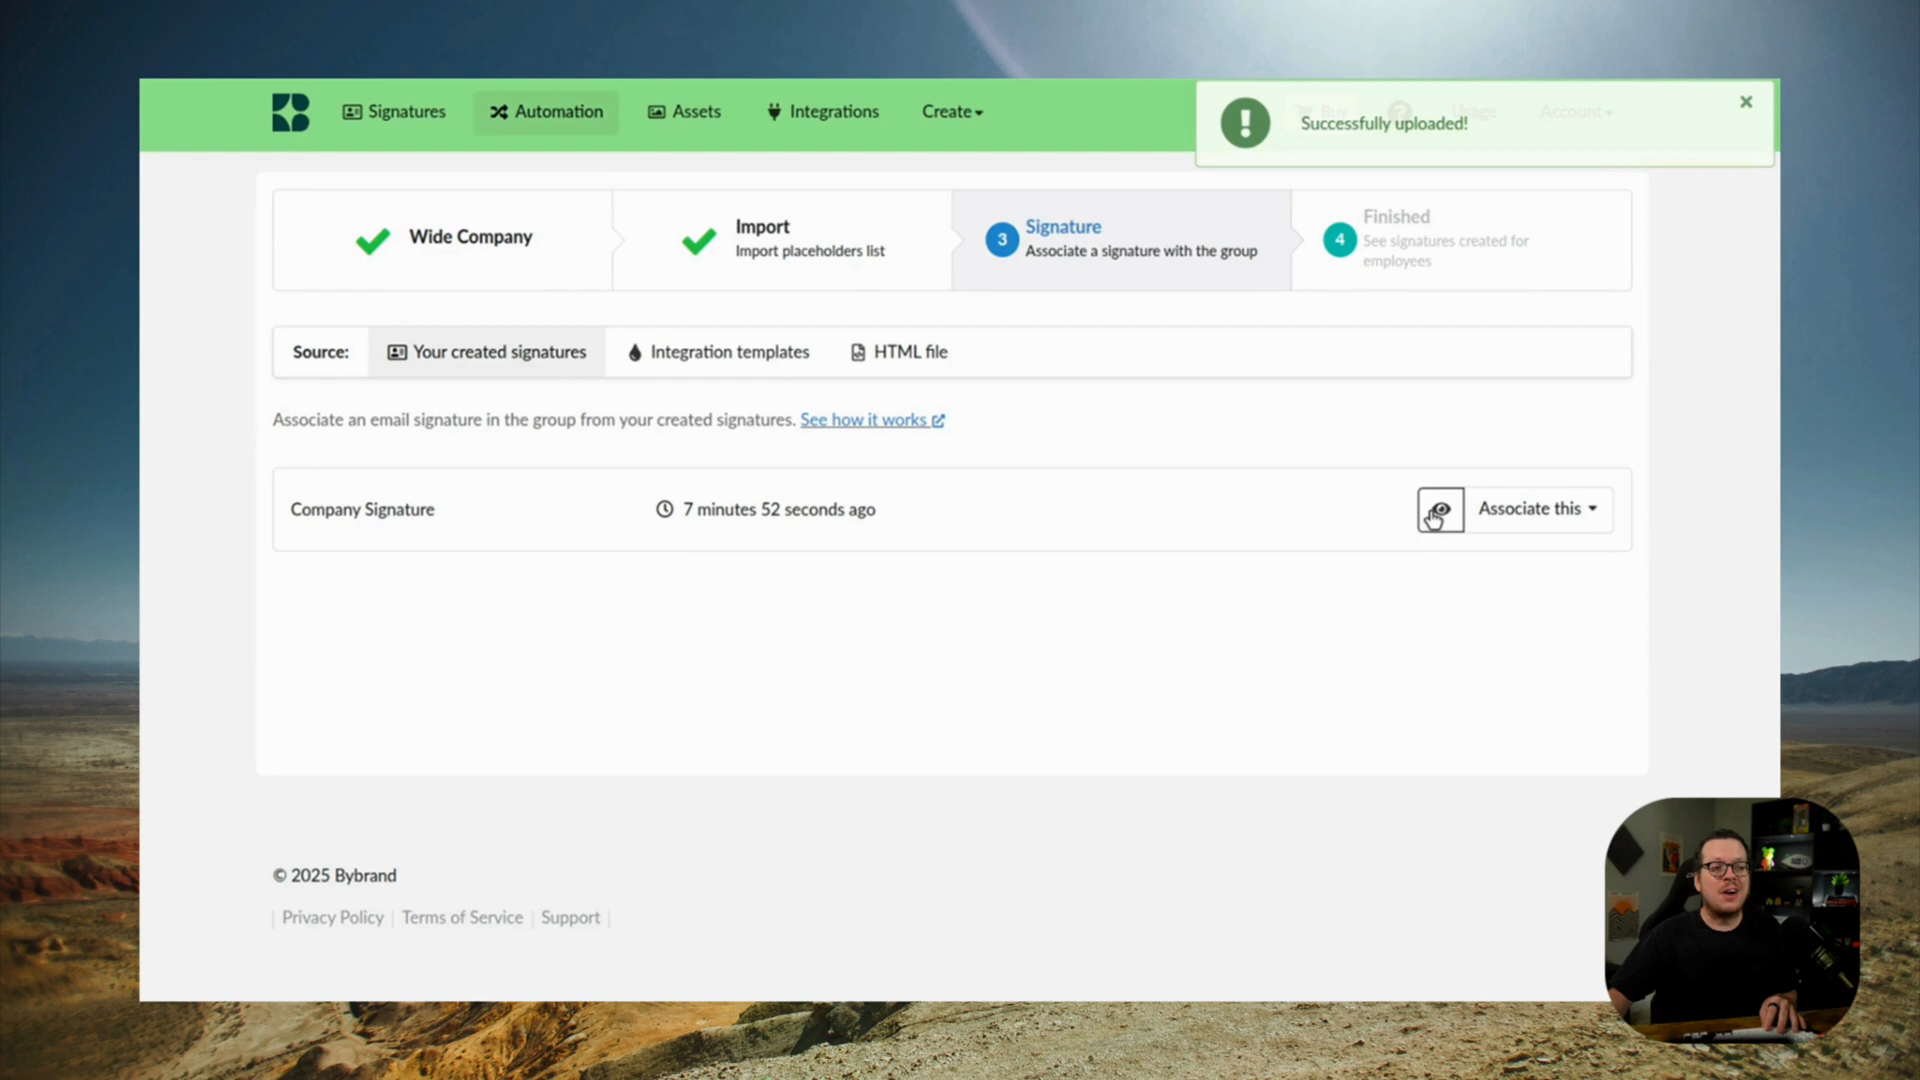 Signatures
Automation
Assets
Integrations
Create
Buy
Usage
Account
Successfully uploaded!
Wide Company
Import
Import placeholders list
3
Signature
Associate a signature with the group
4
Finished
See signatures created for
employees
Source:
Your created signatures
Integration templates
HTML file
Associate an email signature in the group from your created signatures. See how it works
Company Signature
7 minutes 52 seconds ago
Associate this
© 2025 Bybrand
Privacy Policy
Terms of Service
Support